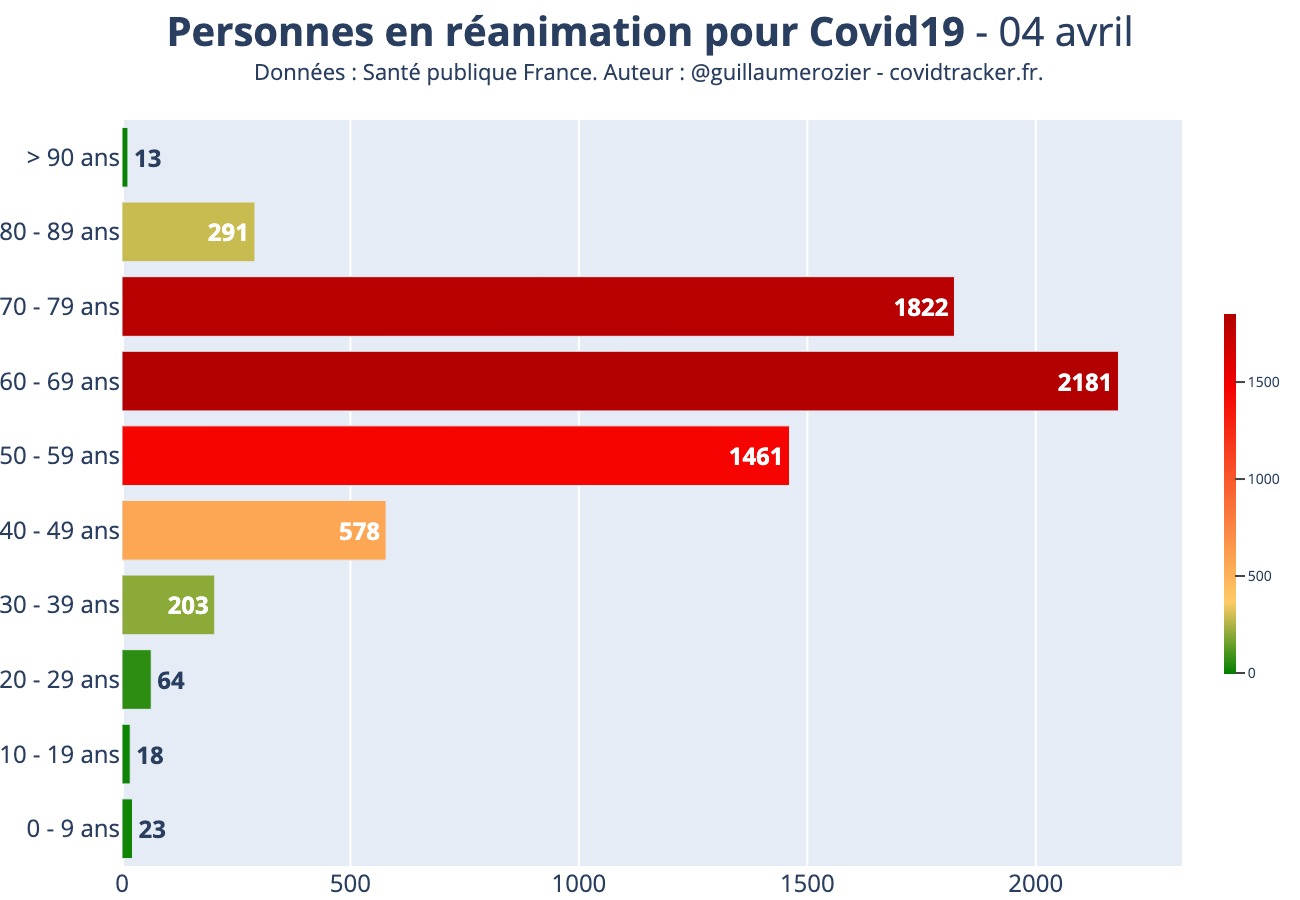 Personnes en réanimation pour Covid19 - 04 avril
Données : Santé publique France. Auteur : @guillaumerozier - covidtracker.fr.
> 90 ans 13
80 - 89 ans 291
70 - 79 ans 1822
60 - 69 ans 2181
50 - 59 ans 1461
40 - 49 ans 578
30 - 39 ans 203
20 - 29 ans 64
10 - 19 ans 18
0 - 9 ans 23
0 500 1000 1500 2000
1500
1000
500
0